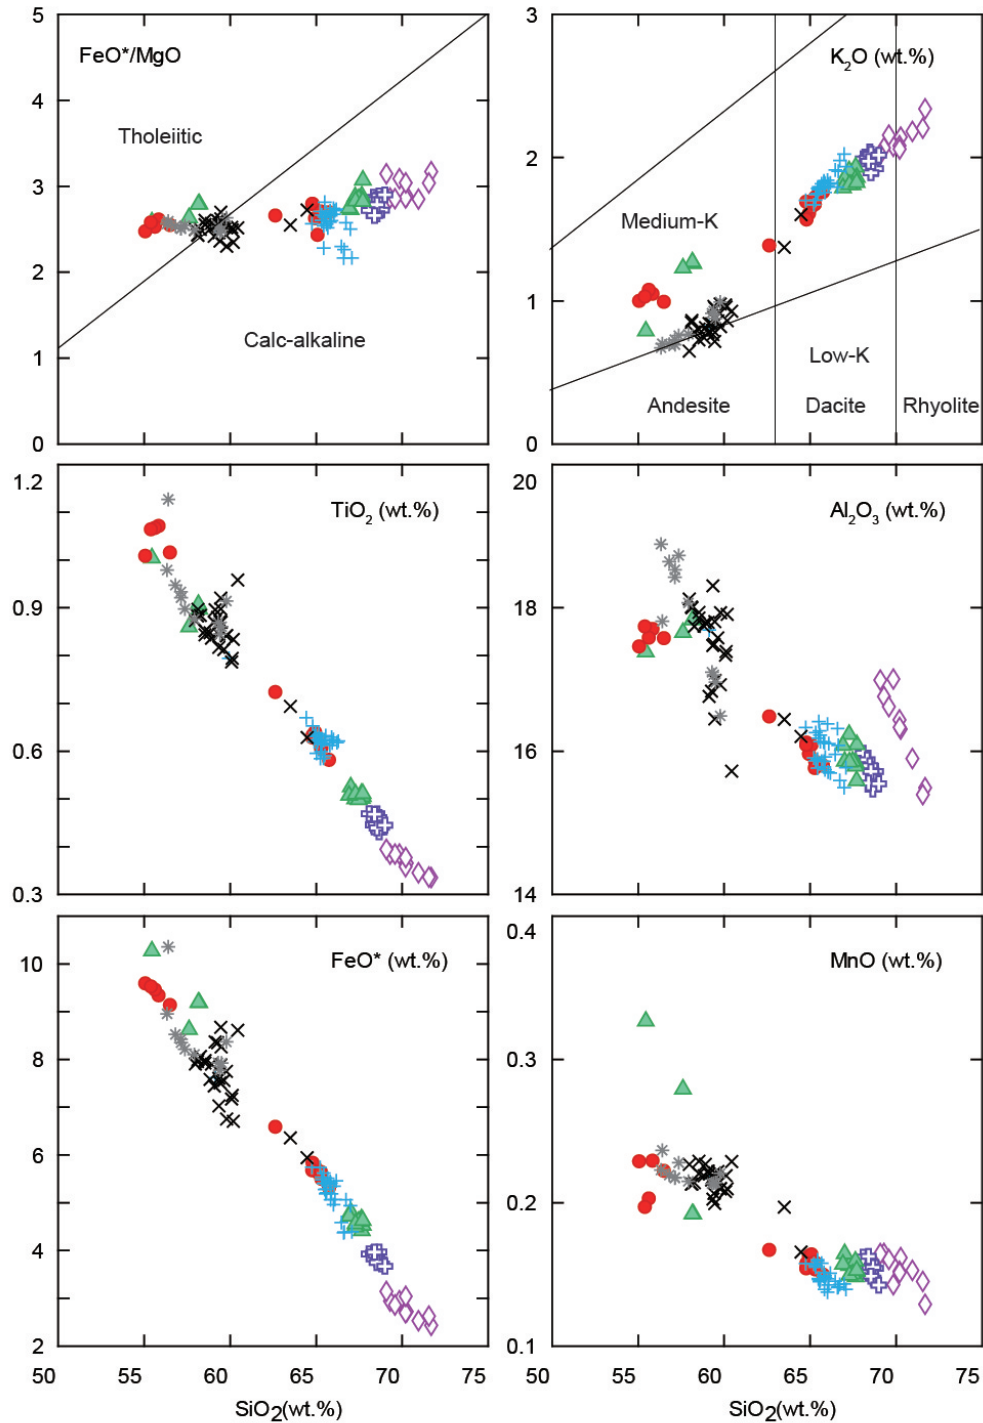 5
FeO*/MgO
4
Tholeiitic
3
2
Calc-alkaline
1
0
3
K₂O (wt.%)
2
Medium-K
1
Low-K
Andesite
Dacite
Rhyolite
0
1.2
TiO₂ (wt.%)
0.9
0.6
0.3
20
Al₂O₃ (wt.%)
18
16
14
10
FeO* (wt.%)
8
6
4
2
50 55 60 65 70 75
SiO₂(wt.%)
0.4
MnO (wt.%)
0.3
0.2
0.1
50 55 60 65 70 75
SiO₂(wt.%)